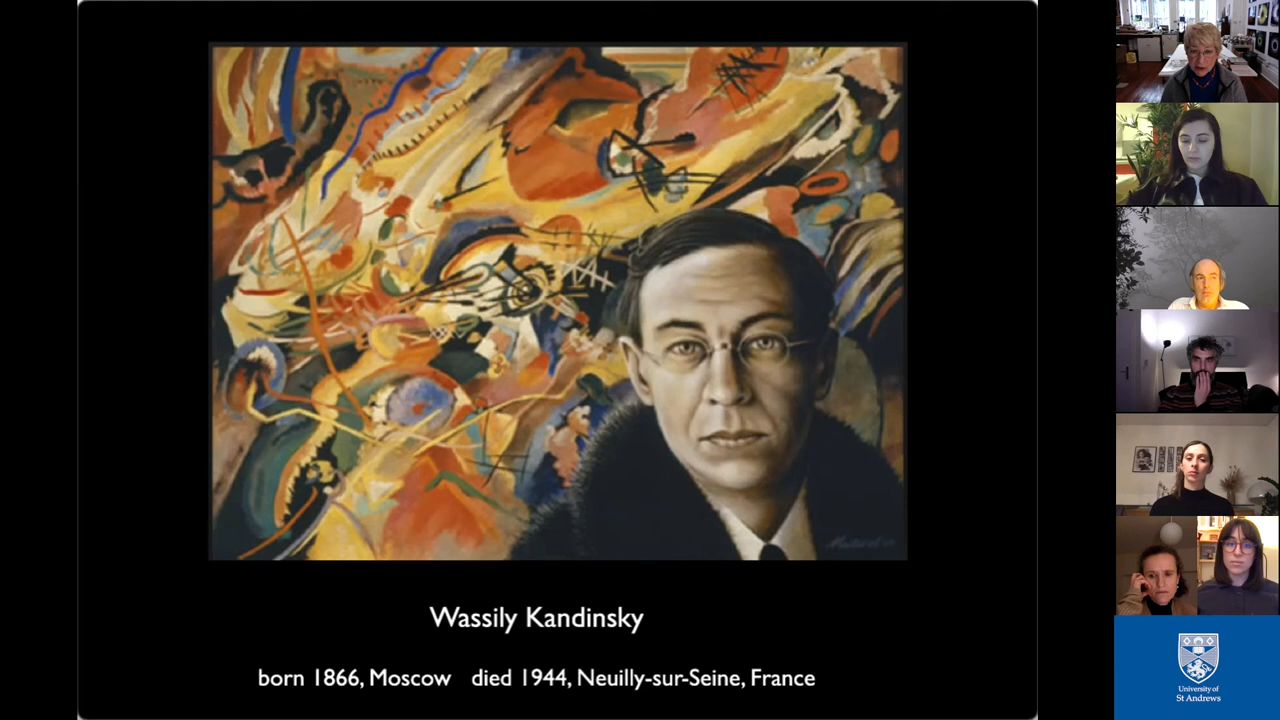 Wassily Kandinsky
born 1866, Moscow died 1944, Neuilly-sur-Seine, France
University of
St Andrews